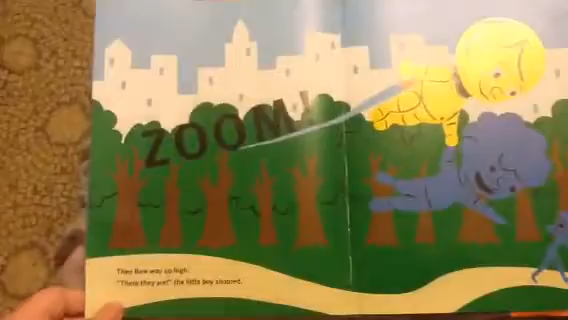 ZOOM!
They flew way up high.
"There they are!" the little boy shouted.